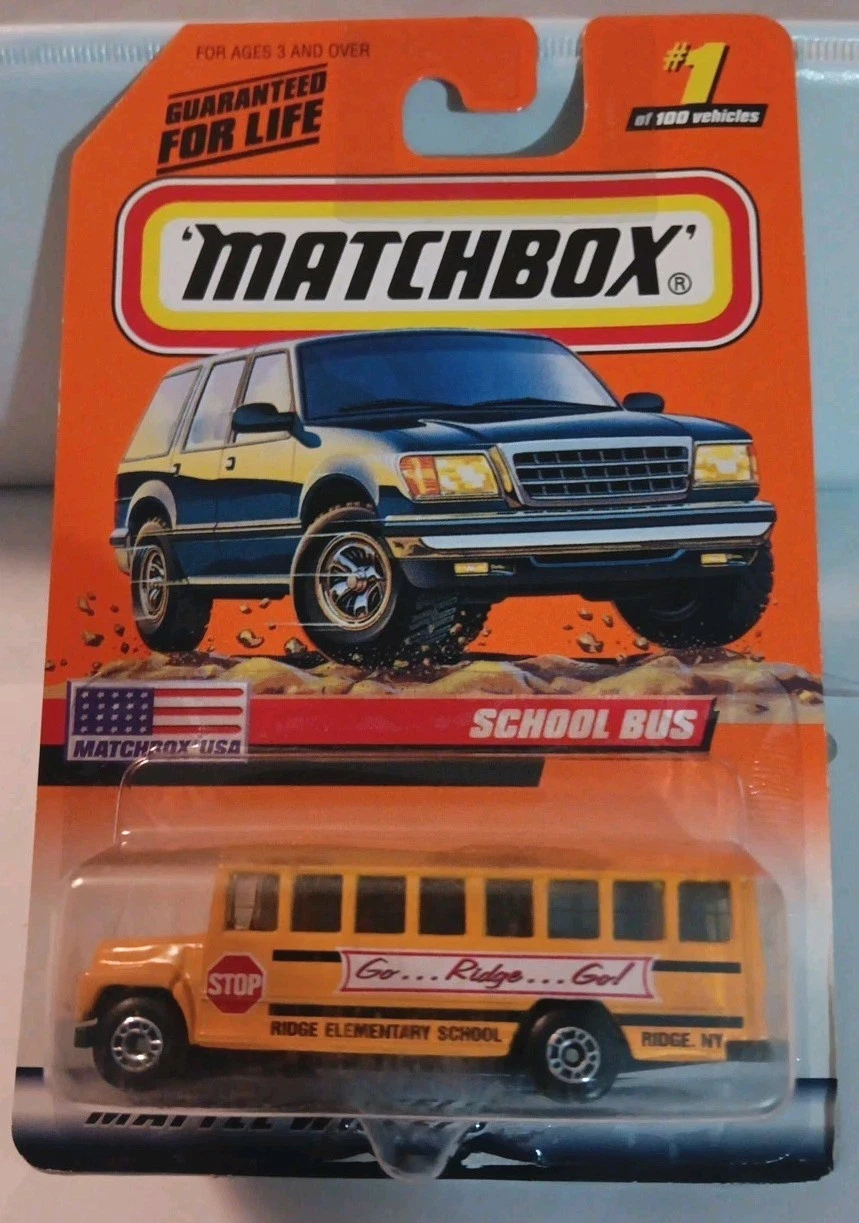 FOR AGES 3 AND OVER
GUARANTEED
FOR LIFE
#1
of 100 vehicles
'MATCHBOX'®
SCHOOL BUS
MATCHBOX USA
STOP
Go... Ridge... Go!
RIDGE ELEMENTARY SCHOOL
RIDGE. NY
MATTEL